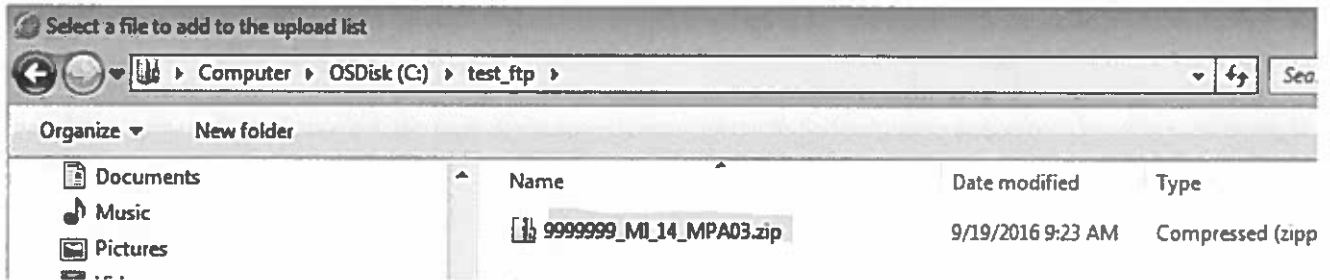 Select a file to add to the upload list
Computer ▸ OSDisk (C:) ▸ test_ftp ▸
Organize ▾ New folder
Documents
Name Date modified Type
Music
9999999_MI_14_MPA03.zip 9/19/2016 9:23 AM Compressed (zipp
Pictures